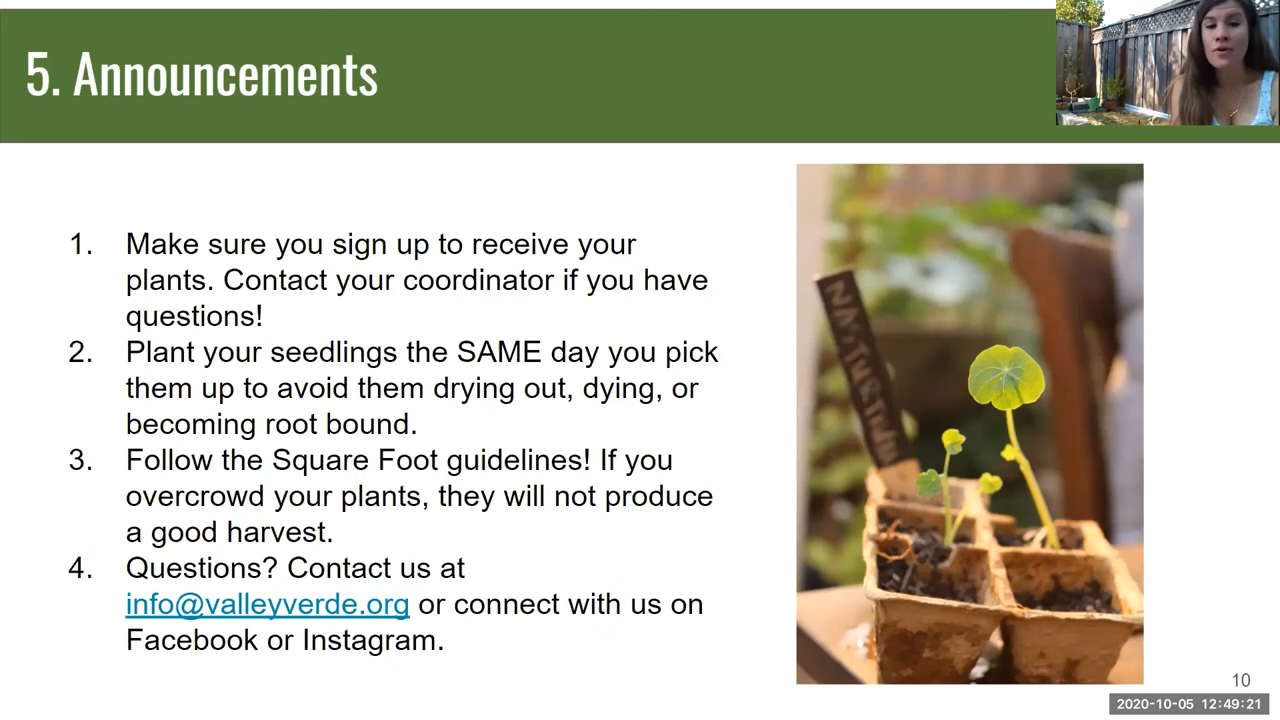 5. Announcements
1. Make sure you sign up to receive your
plants. Contact your coordinator if you have
questions!
2. Plant your seedlings the SAME day you pick
them up to avoid them drying out, dying, or
becoming root bound.
3. Follow the Square Foot guidelines! If you
overcrowd your plants, they will not produce
a good harvest.
4. Questions? Contact us at
info@valleyverde.org or connect with us on
Facebook or Instagram.
NASTURTIUM
10
2020-10-05 12:49:21